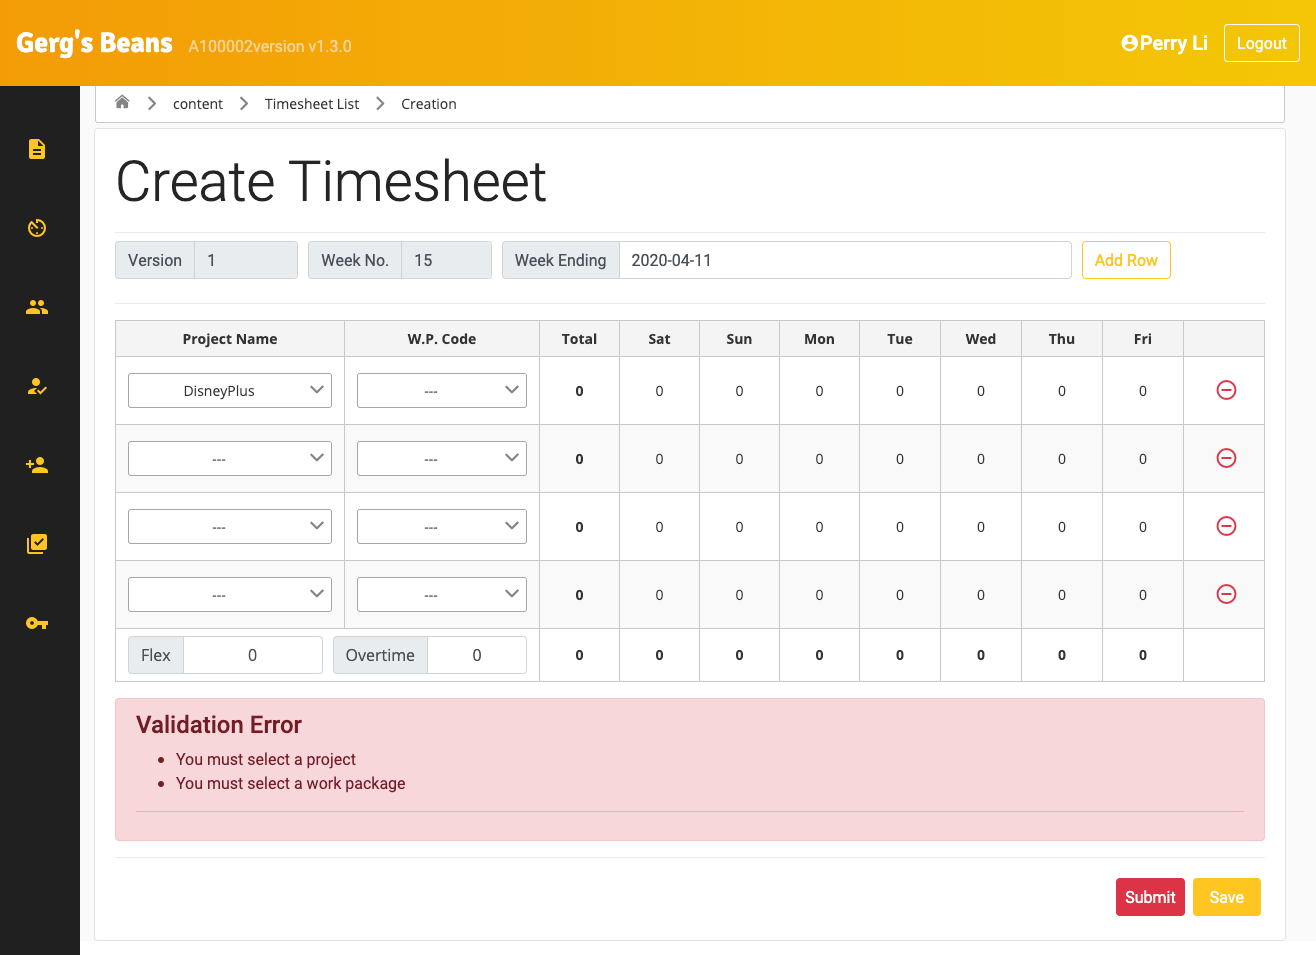 Gerg's Beans A100002version v1.3.0 Perry Li Logout
content Timesheet List Creation
Create Timesheet
Version 1 Week No. 15 Week Ending 2020-04-11 Add Row
Project Name W.P. Code Total Sat Sun Mon Tue Wed Thu Fri
DisneyPlus --- 0 0 0 0 0 0 0 0
--- --- 0 0 0 0 0 0 0 0
--- --- 0 0 0 0 0 0 0 0
--- --- 0 0 0 0 0 0 0 0
Flex 0 Overtime 0 0 0 0 0 0 0 0 0
Validation Error
• You must select a project
• You must select a work package
Submit Save